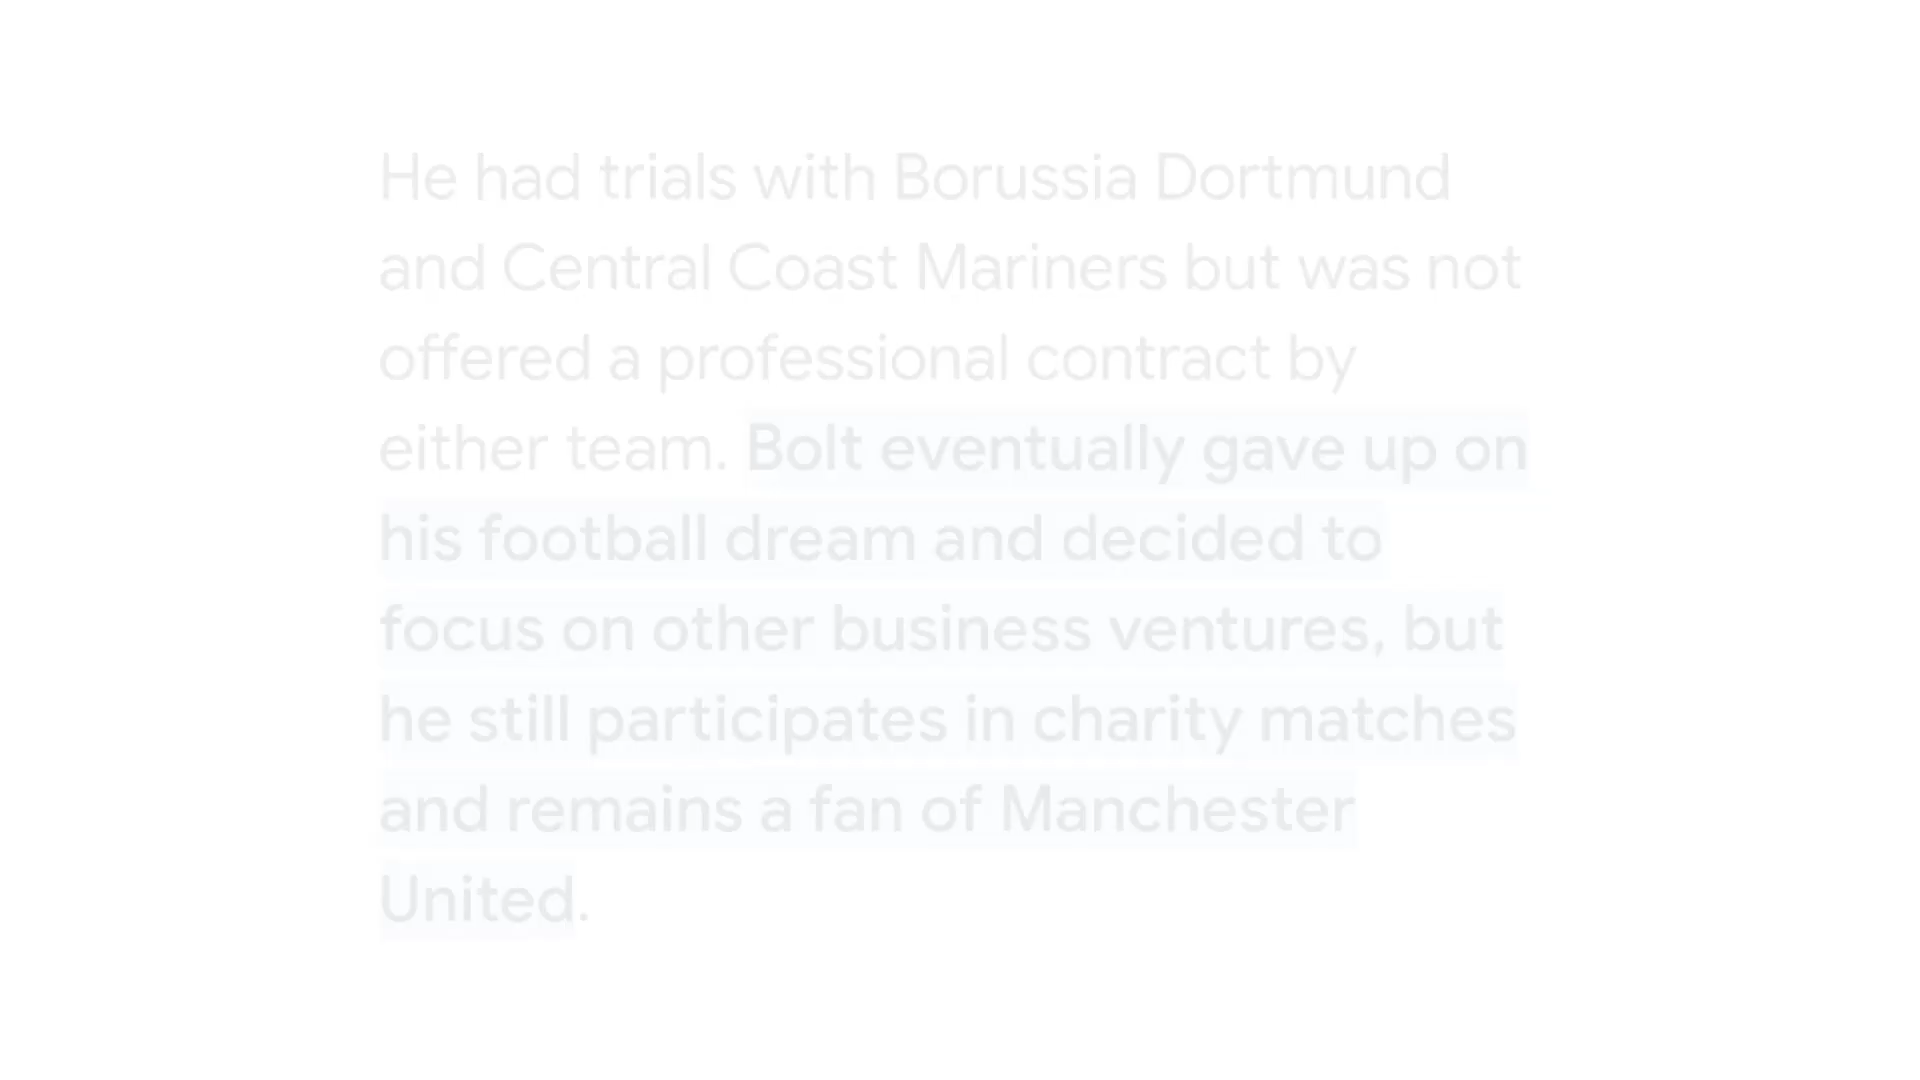 He had trials with Borussia Dortmund
and Central Coast Mariners but was not
offered a professional contract by
either team. Bolt eventually gave up on
his football dream and decided to
focus on other business ventures, but
he still participates in charity matches
and remains a fan of Manchester
United.